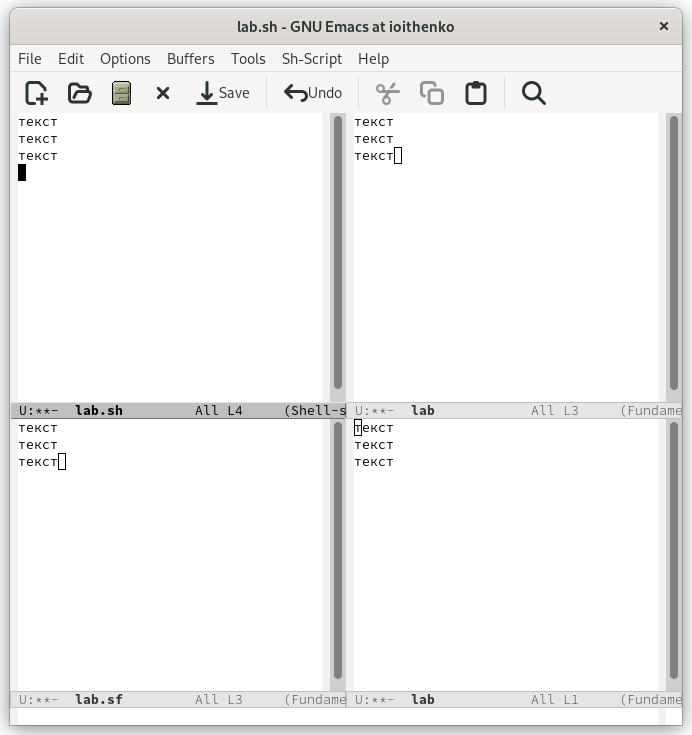 lab.sh - GNU Emacs at ioithenko
File Edit Options Buffers Tools Sh-Script Help
Save Undo
текст
текст
текст
U:**- lab.sh All L4 (Shell-s
текст
текст
текст
U:**- lab All L3 (Fundame
текст
текст
текст
U:**- lab.sf All L3 (Fundame
текст
текст
текст
U:**- lab All L1 (Fundame